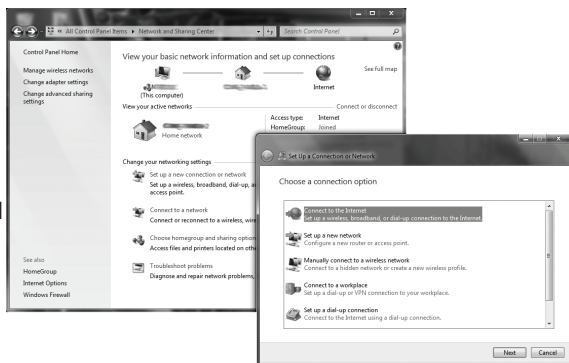 All Control Panel Items
Network and Sharing Center
Search Control Panel
Control Panel Home
Manage wireless networks
Change adapter settings
Change advanced sharing
settings
See also
HomeGroup
Internet Options
Windows Firewall
View your basic network information and set up connections
See full map
(This computer)
Internet
View your active networks
Connect or disconnect
Home network
Access type: Internet
HomeGroup: Joined
Change your networking settings
Set up a new connection or network
Set up a wireless, broadband, dial-up,
access point.
Connect to a network
Connect or reconnect to a wireless,
Choose homegroup and sharing
Access files and printers located on
Troubleshoot problems
Diagnose and repair network problems,
Set Up a Connection or Network
Choose a connection option
Connect to the Internet
Set up a wireless, broadband, or dial-up connection to the Internet.
Set up a new network
Configure a new router or access point.
Manually connect to a wireless network
Connect to a hidden network or create a new wireless profile.
Connect to a workplace
Set up a dial-up or VPN connection to your workplace.
Set up a dial-up connection
Connect to the Internet using a dial-up connection.
Next
Cancel